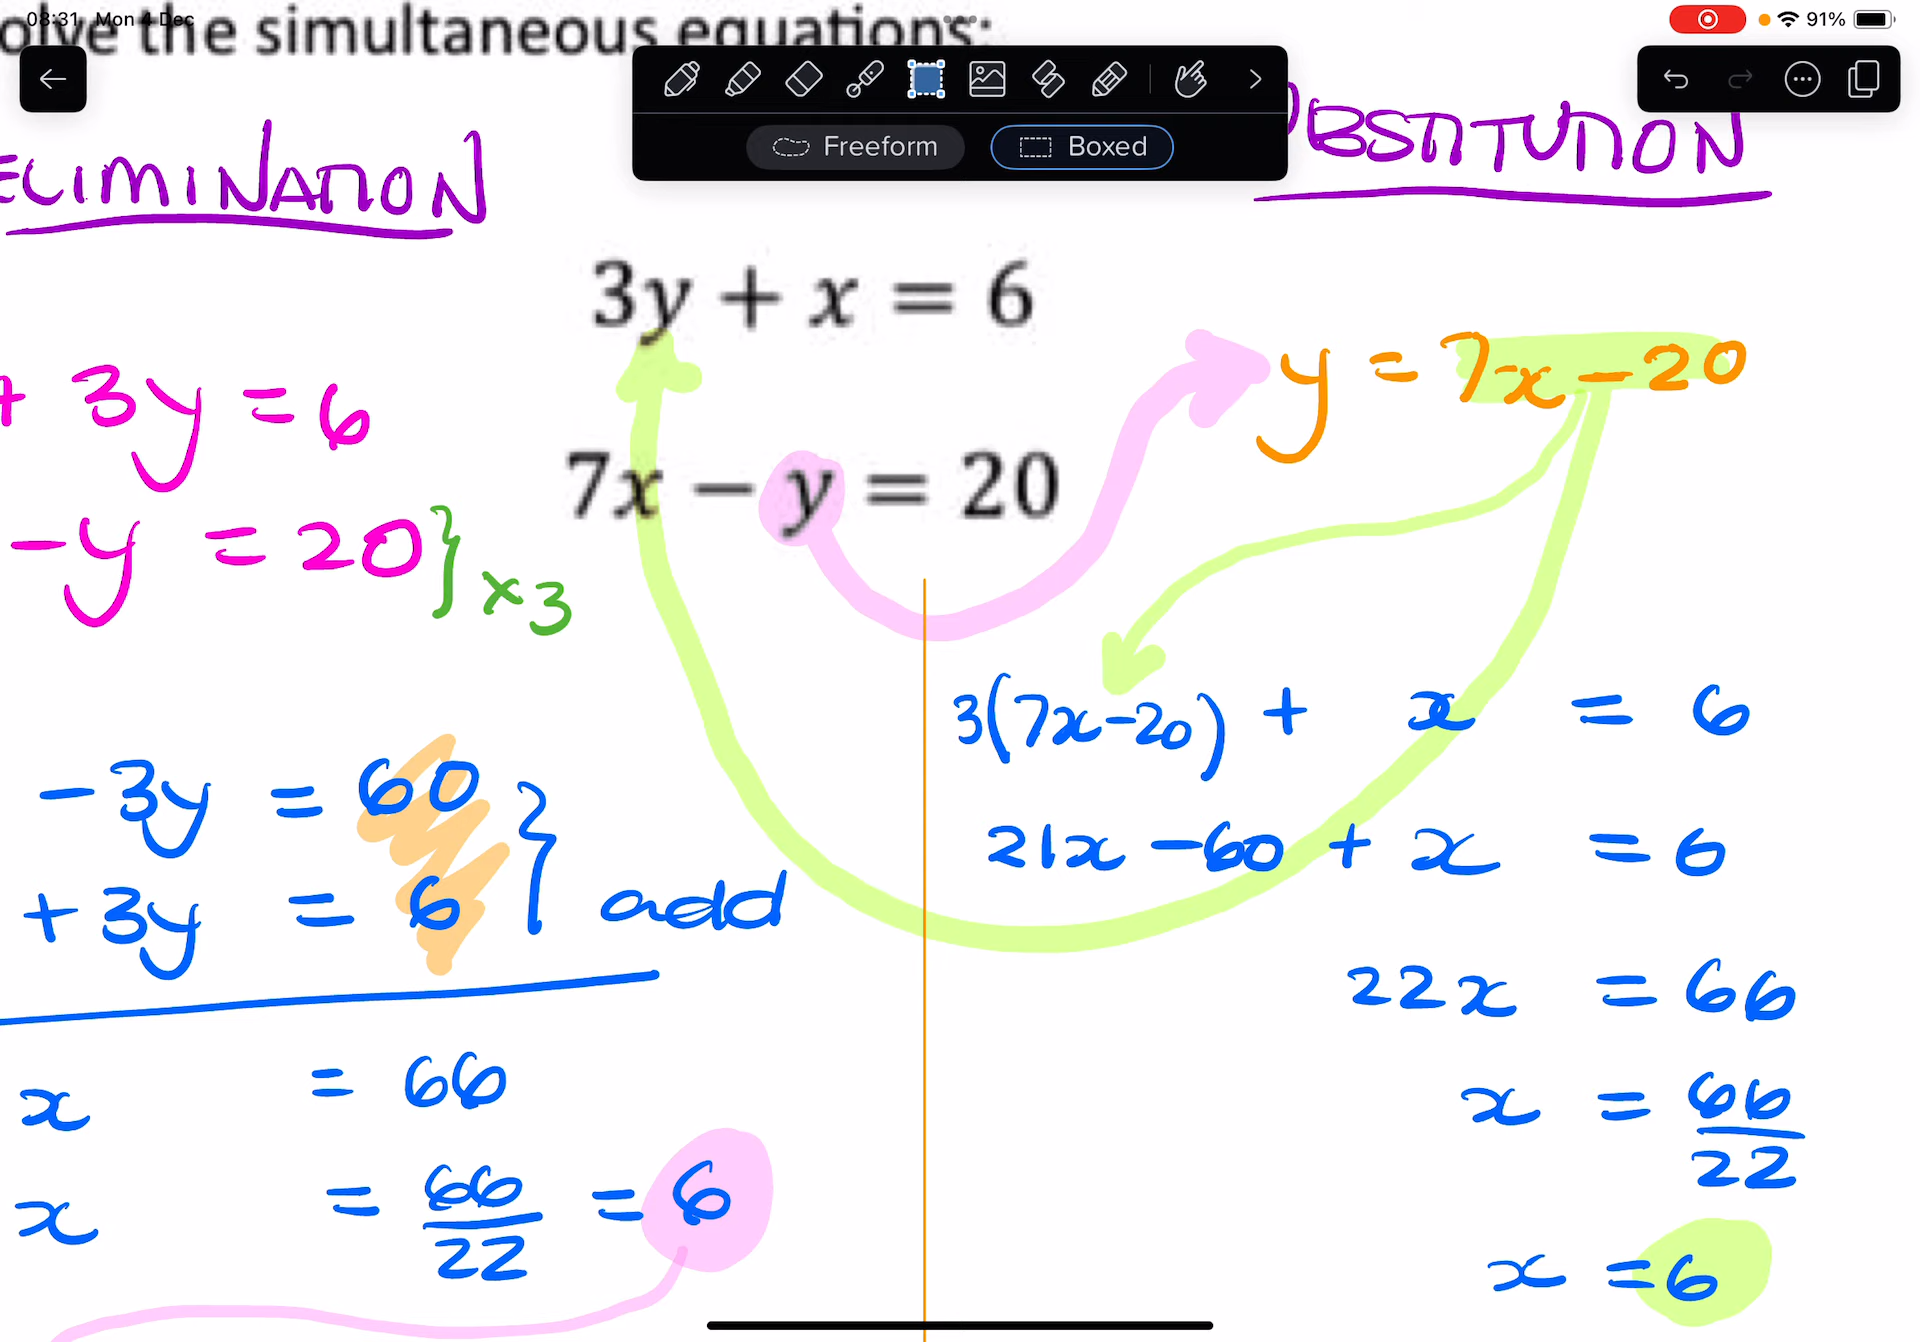 08:31 Mon 4 Dec
91%
olve the simultaneous equations:
Freeform
Boxed
ELIMINATION
UBSTITUTION
3y + x = 6
7x − y = 20
y = 7x − 20
+ 3y = 6
− y = 20 } × 3
− 3y = 60
+ 3y = 6 } add
x = 66
x = 66/22 = 6
3(7x−20) + x = 6
21x − 60 + x = 6
22x = 66
x = 66/22
x = 6